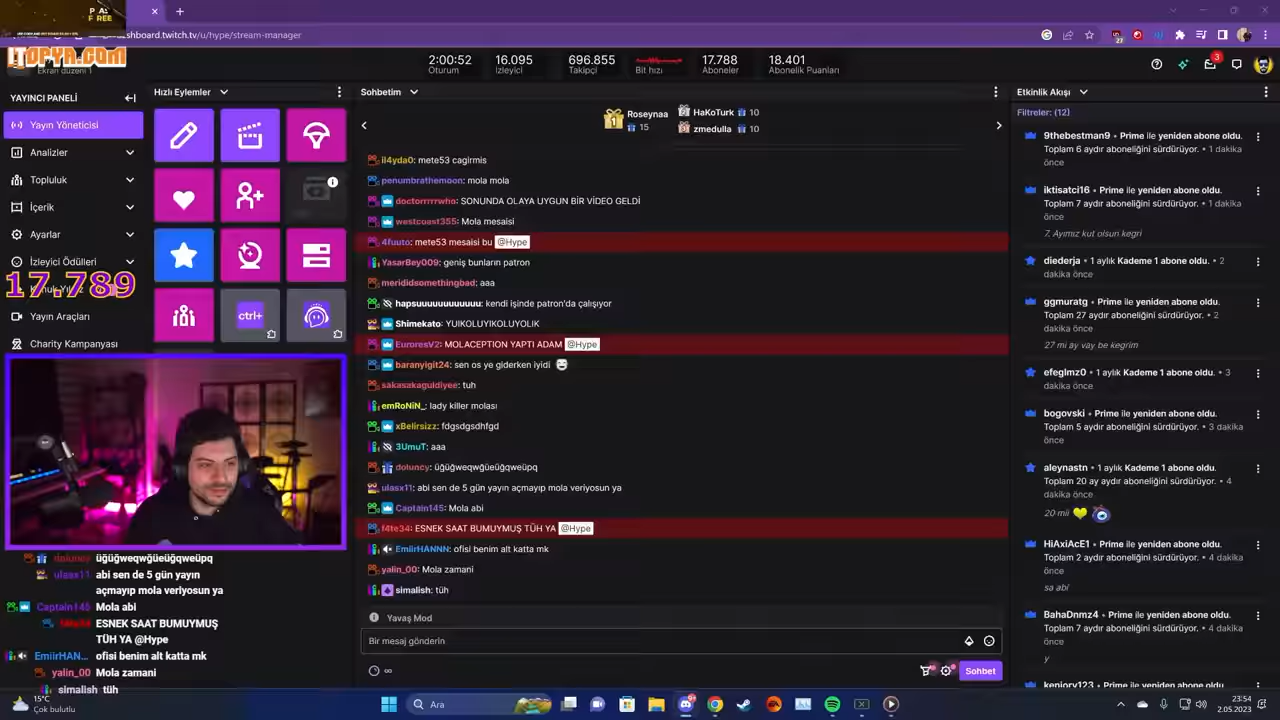 P A
F REE
dashboard.twitch.tv/u/hype/stream-manager
iTOPYA.COM
Ekran düzeni 1
2:00:52
Oturum
16.095
İzleyici
696.855
Takipçi
Bit hızı
17.788
Aboneler
18.401
Abonelik Puanları
3
YAYINCI PANELİ
Yayın Yöneticisi
Analizler
Topluluk
İçerik
Ayarlar
İzleyici Ödülleri
17.789
Yayın Araçları
Charity Kampanyası
Hızlı Eylemler
ctrl+
Sohbetim
1 Roseynaa
15
HaKoTurk 10
zmedulla 10
il4yda0: mete53 cagirmis
penumbrathemoon: mola mola
doctorrrrwho: SONUNDA OLAYA UYGUN BİR VİDEO GELDİ
westcoast355: Mola mesaisi
4fuuto: mete53 mesaisi bu @Hype
YasarBey009: geniş bunların patron
merididsomethingbad: aaa
hapsuuuuuuuuuuu: kendi işinde patron'da çalışıyor
Shimekato: YUIKOLUYIKOLUYOLIK
EuroresV2: MOLACEPTION YAPTI ADAM @Hype
baranyigit24: sen os ye giderken iyidi
sakasakaguidiyee: tuh
emRoNiN_: lady killer molası
xBelirsizz: fdgsdgsdhfgd
3UmuT: aaa
doluncy: üğüğweqwğüeüğqweüpq
ulasx11: abi sen de 5 gün yayın açmayıp mola veriyosun ya
Captain145: Mola abi
f4te34: ESNEK SAAT BUMUYMUŞ TÜH YA @Hype
EmiirHANNN: ofisi benim alt katta mk
yalin_00: Mola zamani
simalish: tüh
Yavaş Mod
Bir mesaj gönderin
Sohbet
Etkinlik Akışı
Filtreler: (12)
9thebestman9 • Prime ile yeniden abone oldu.
Toplam 6 aydır aboneliğini sürdürüyor. • 1 dakika
önce
iktisatci16 • Prime ile yeniden abone oldu.
Toplam 7 aydır aboneliğini sürdürüyor. • 1 dakika
önce
7. Ayımız kut olsun kegri
diederja • 1 aylık Kademe 1 abone oldu. • 2
dakika önce
ggmuratg • Prime ile yeniden abone oldu.
Toplam 27 aydır aboneliğini sürdürüyor. • 2
dakika önce
27 mi ay vay be kegrim
efeglmz0 • 1 aylık Kademe 1 abone oldu. • 3
dakika önce
bogovski • Prime ile yeniden abone oldu.
Toplam 5 aydır aboneliğini sürdürüyor. • 3 dakika
önce
aleynastn • 1 aylık Kademe 1 abone oldu.
Toplam 20 ay aydır aboneliğini sürdürüyor. • 4
dakika önce
20 mii
HiAxiAcE1 • Prime ile yeniden abone oldu.
Toplam 2 aydır aboneliğini sürdürüyor. • 4 dakika
önce
sa abi
BahaDnmz4 • Prime ile yeniden abone oldu.
Toplam 7 aydır aboneliğini sürdürüyor. • 4 dakika
önce
y
keniory123 • Prime ile yeniden abone oldu.
üğüğweqwğüeüğqweüpq
ulasx11 abi sen de 5 gün yayın
açmayıp mola veriyosun ya
Captain145 Mola abi
f4te34 ESNEK SAAT BUMUYMUŞ
TÜH YA @Hype
EmiirHAN... ofisi benim alt katta mk
yalin_00 Mola zamani
simalish tüh
15°C
Çok bulutlu
Ara
23:54
2.05.2023